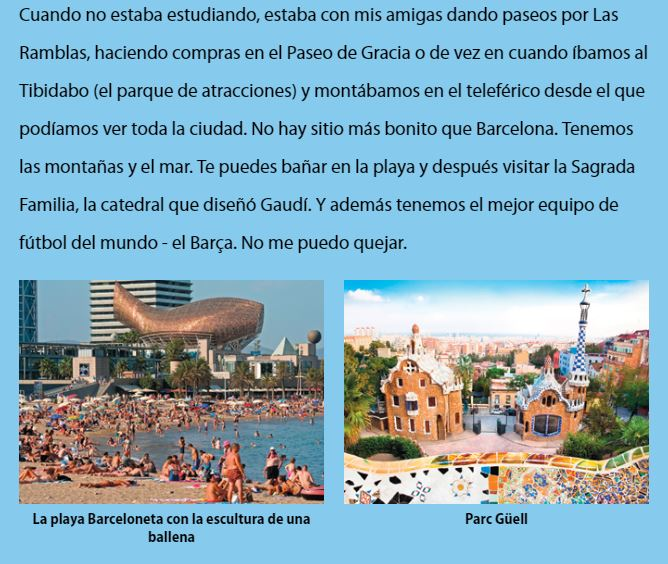 Cuando no estaba estudiando, estaba con mis amigas dando paseos por Las
Ramblas, haciendo compras en el Paseo de Gracia o de vez en cuando íbamos al
Tibidabo (el parque de atracciones) y montábamos en el teleférico desde el que
podíamos ver toda la ciudad. No hay sitio más bonito que Barcelona. Tenemos
las montañas y el mar. Te puedes bañar en la playa y después visitar la Sagrada
Familia, la catedral que diseñó Gaudí. Y además tenemos el mejor equipo de
fútbol del mundo - el Barça. No me puedo quejar.
La playa Barceloneta con la escultura de una
ballena
Parc Güell